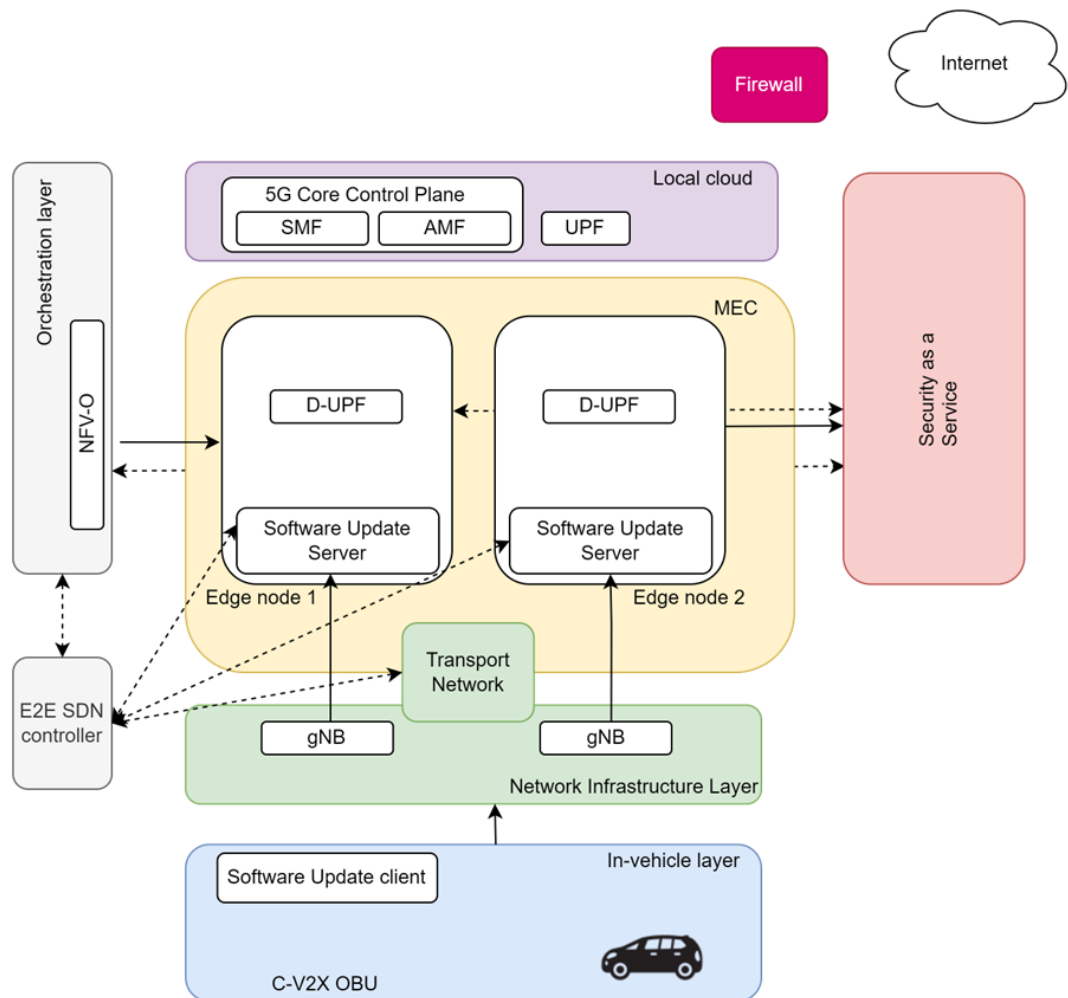 Internet
Firewall
Orchestration layer
NFV-O
Local cloud
5G Core Control Plane
SMF
AMF
UPF
MEC
D-UPF
D-UPF
Software Update
Server
Software Update
Server
Edge node 1
Edge node 2
Security as a
Service
E2E SDN
controller
Transport
Network
gNB
gNB
Network Infrastructure Layer
In-vehicle layer
Software Update client
C-V2X OBU